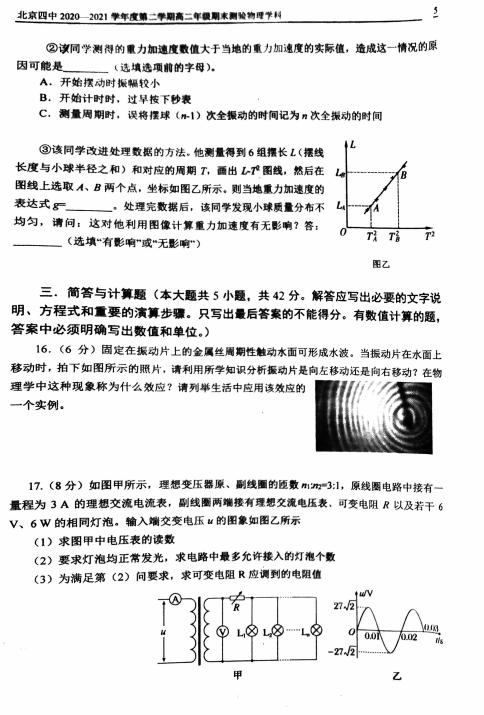 北京四中 2020—2021 学年度第二学期高二年级期末测验物理学科
5
②该同学测得的重力加速度数值大于当地的重力加速度的实际值，造成这一情况的原
因可能是________（选填选项前的字母）。
A．开始摆动时振幅较小
B．开始计时时，过早按下秒表
C．测量周期时，误将摆球（n-1）次全振动的时间记为 n 次全振动的时间
③该同学改进处理数据的方法。他测量得到 6 组摆长 L（摆线
长度与小球半径之和）和对应的周期 T，画出 L-T² 图线，然后在
图线上选取 A、B 两个点，坐标如图乙所示。则当地重力加速度的
表达式 g=________。处理完数据后，该同学发现小球质量分布不
均匀，请问：这对他利用图像计算重力加速度有无影响？答：
________（选填“有影响”或“无影响”）
L
L_B
L_A
A
B
O
T_A²
T_B²
T²
图乙
三．简答与计算题（本大题共 5 小题，共 42 分。解答应写出必要的文字说
明、方程式和重要的演算步骤。只写出最后答案的不能得分。有数值计算的题，
答案中必须明确写出数值和单位。）
16．（6 分）固定在振动片上的金属丝周期性触动水面可形成水波。当振动片在水面上
移动时，拍下如图所示的照片，请利用所学知识分析振动片是向左移动还是向右移动？在物
理学中这种现象称为什么效应？请列举生活中应用该效应的
一个实例。
17.（8 分）如图甲所示，理想变压器原、副线圈的匝数 n₁:n₂=3:1，原线圈电路中接有一
量程为 3 A 的理想交流电流表，副线圈两端接有理想交流电压表、可变电阻 R 以及若干 6
V、6 W 的相同灯泡。输入端交变电压 u 的图象如图乙所示
（1）求图甲中电压表的读数
（2）要求灯泡均正常发光，求电路中最多允许接入的灯泡个数
（3）为满足第（2）问要求，求可变电阻 R 应调到的电阻值
A
u
R
V
L₁
L₂
Lₙ
甲
u/V
27√2
O
0.01
0.02
0.03
t/s
-27√2
乙